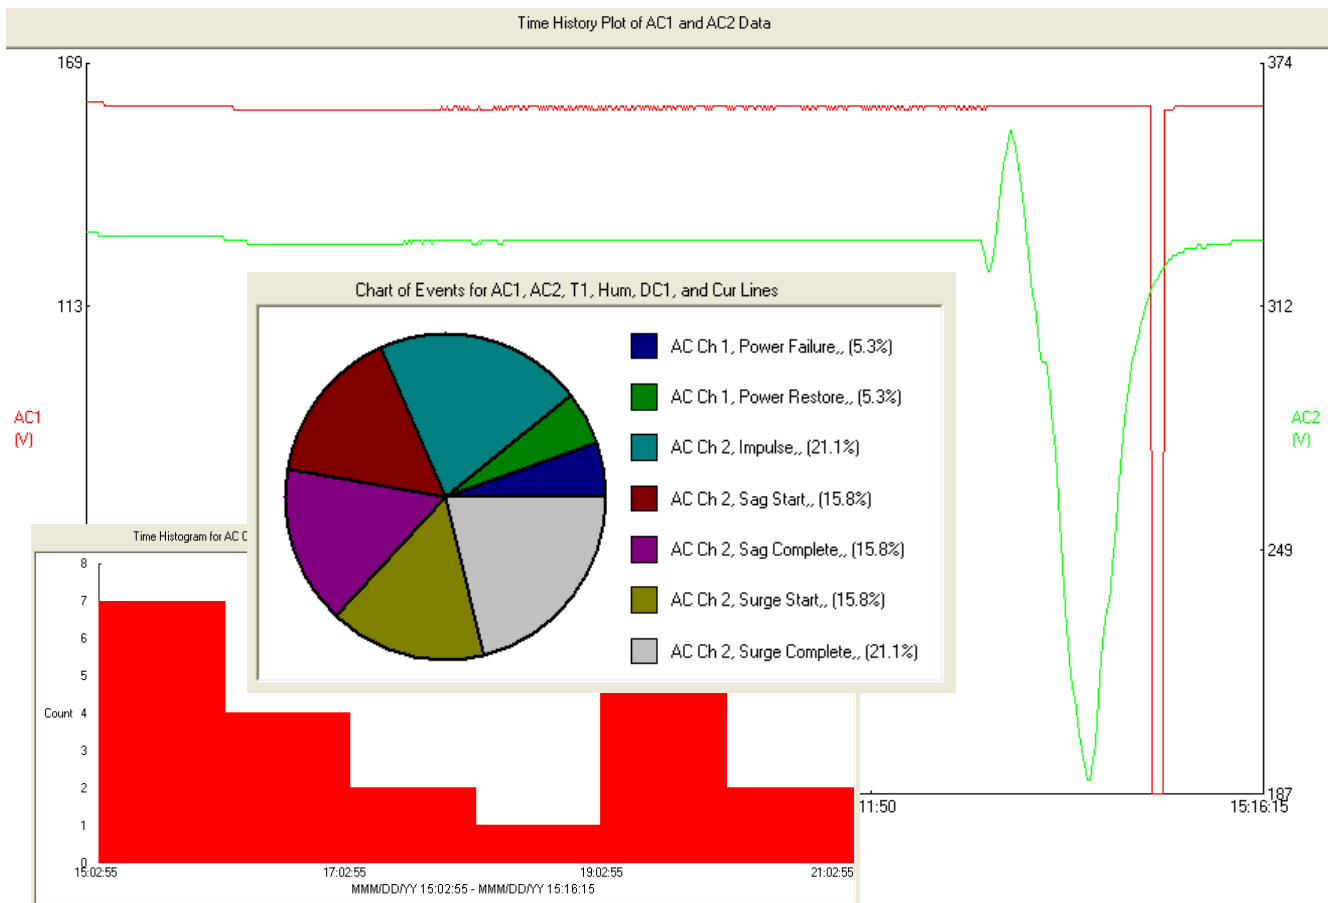 Time History Plot of AC1 and AC2 Data
169
374
113
312
AC1
(V)
AC2
(V)
249
187
11:50
15:16:15
Chart of Events for AC1, AC2, T1, Hum, DC1, and Cur Lines
AC Ch 1, Power Failure,, (5.3%)
AC Ch 1, Power Restore,, (5.3%)
AC Ch 2, Impulse,, (21.1%)
AC Ch 2, Sag Start,, (15.8%)
AC Ch 2, Sag Complete,, (15.8%)
AC Ch 2, Surge Start,, (15.8%)
AC Ch 2, Surge Complete,, (21.1%)
Time Histogram for AC
8
7
6
5
Count 4
3
2
1
0
15:02:55 17:02:55 19:02:55 21:02:55
MMM/DD/YY 15:02:55 - MMM/DD/YY 15:16:15